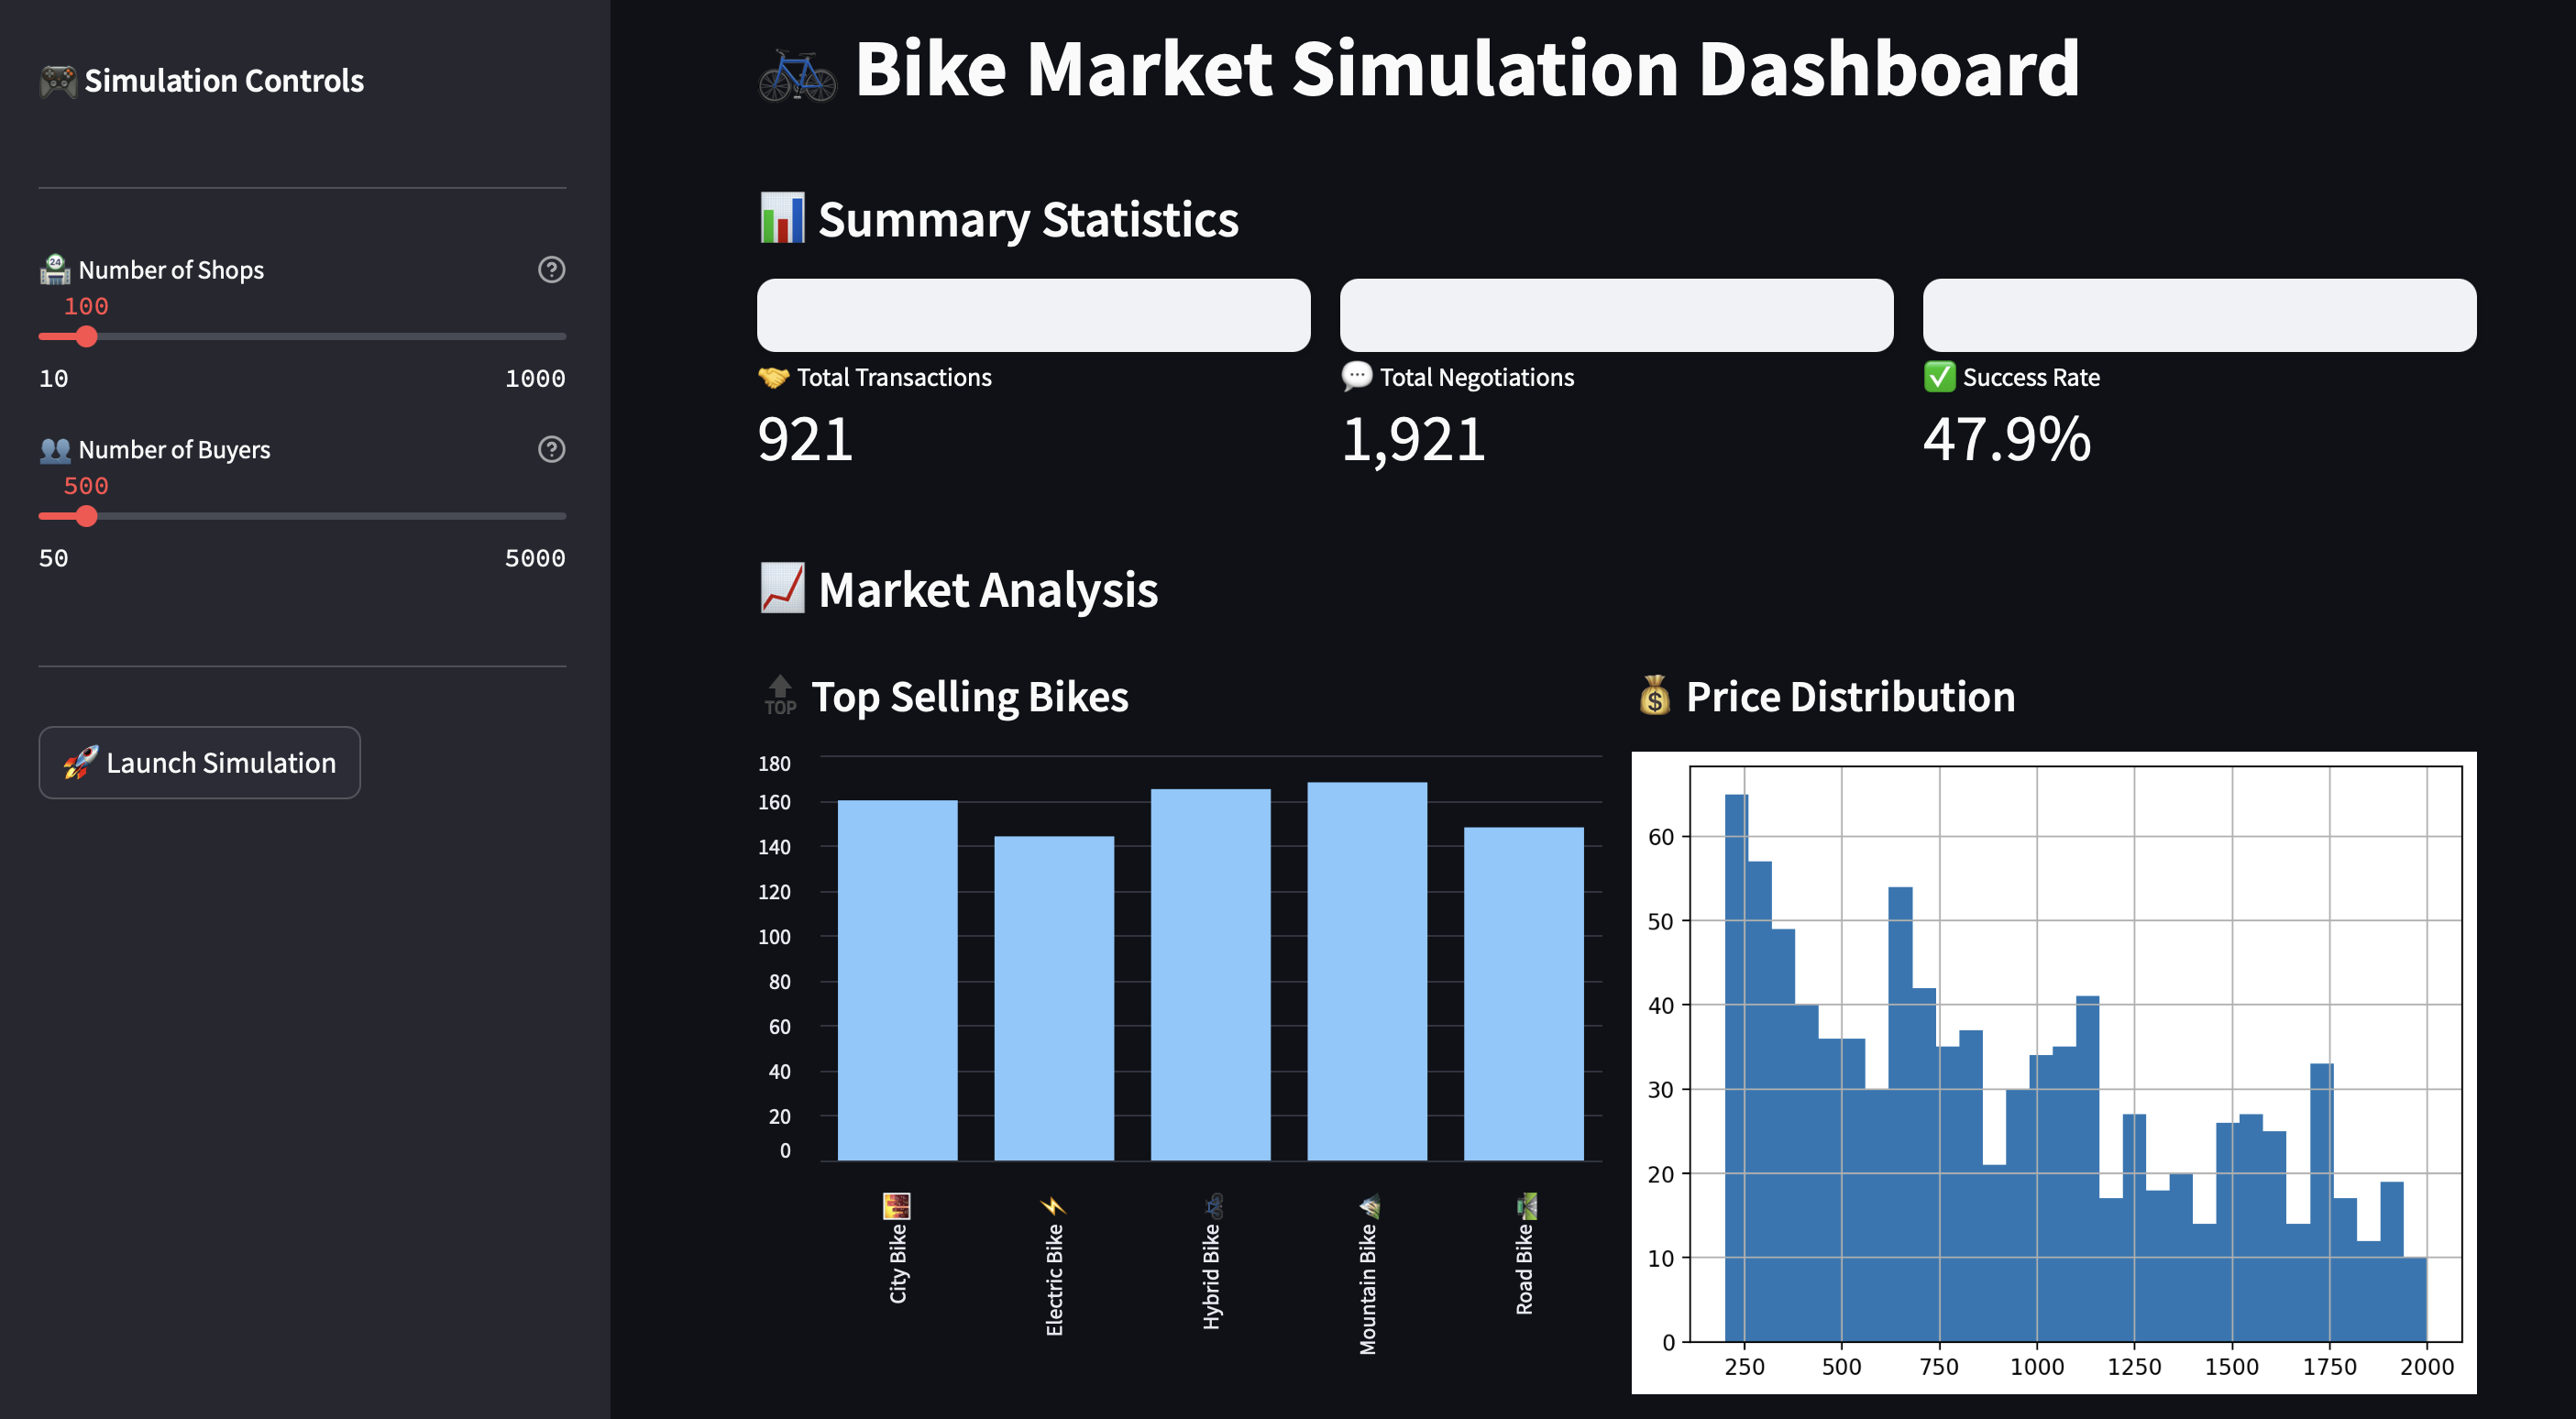 Simulation Controls
Number of Shops
100
10 1000
Number of Buyers
500
50 5000
Launch Simulation
Bike Market Simulation Dashboard
Summary Statistics
Total Transactions
921
Total Negotiations
1,921
Success Rate
47.9%
Market Analysis
TOP Top Selling Bikes
180
160
140
120
100
80
60
40
20
0
City Bike
Electric Bike
Hybrid Bike
Mountain Bike
Road Bike
Price Distribution
60
50
40
30
20
10
0
250 500 750 1000 1250 1500 1750 2000